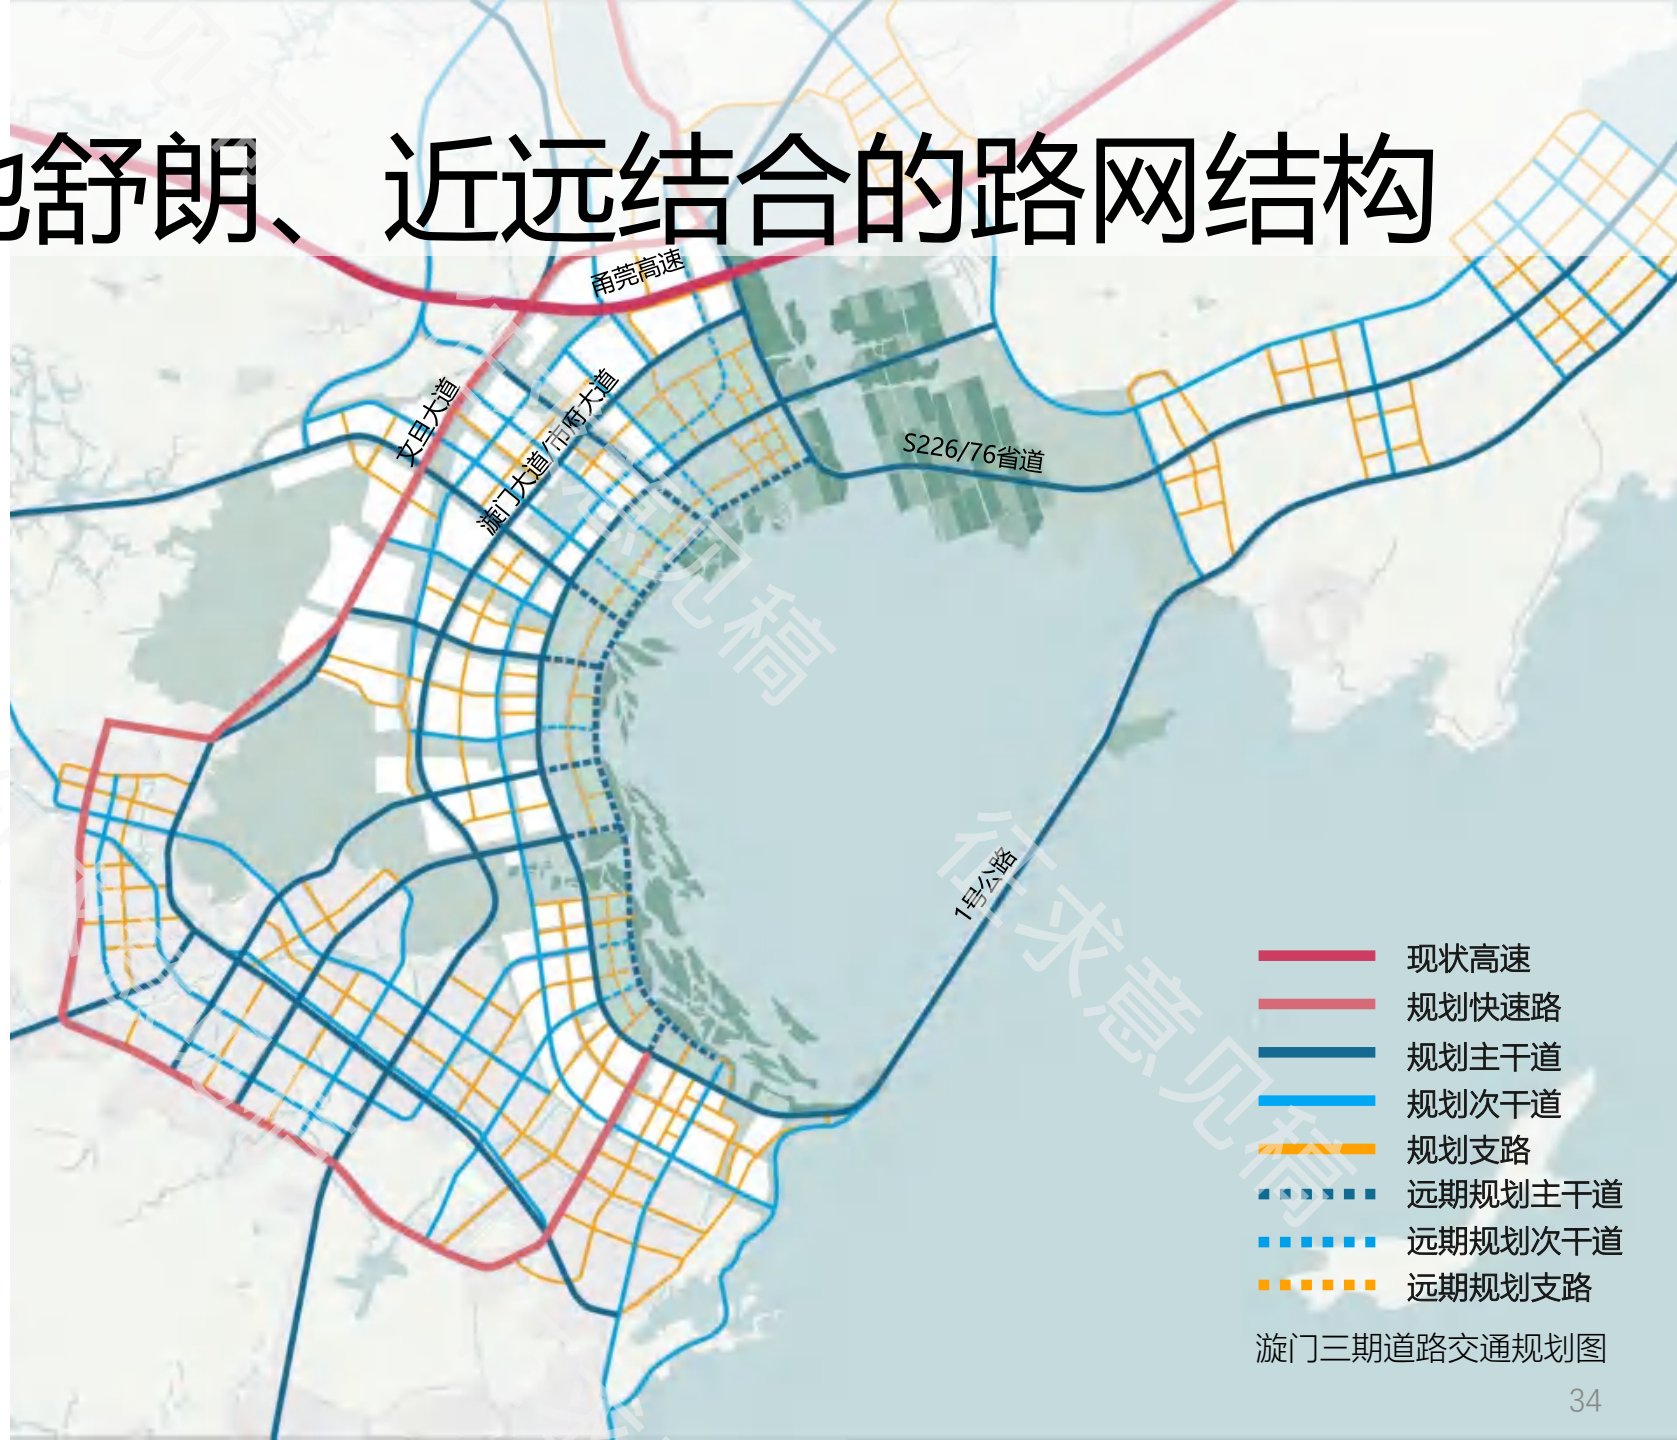 舒朗、近远结合的路网结构
甬莞高速
文旦大道
漩门大道/市府大道
S226/76省道
1号公路
意见稿
征求意见稿
现状高速
规划快速路
规划主干道
规划次干道
规划支路
远期规划主干道
远期规划次干道
远期规划支路
漩门三期道路交通规划图
34